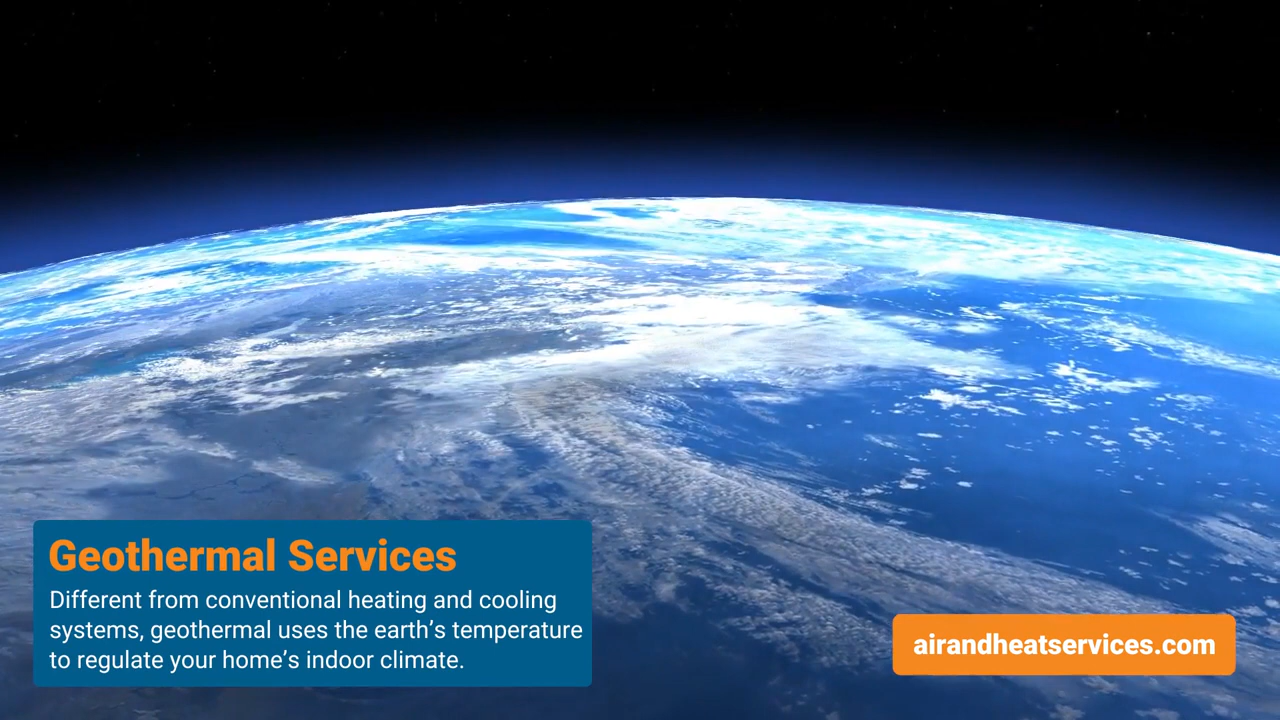 Geothermal Services
Different from conventional heating and cooling
systems, geothermal uses the earth’s temperature
to regulate your home’s indoor climate.
airandheatservices.com